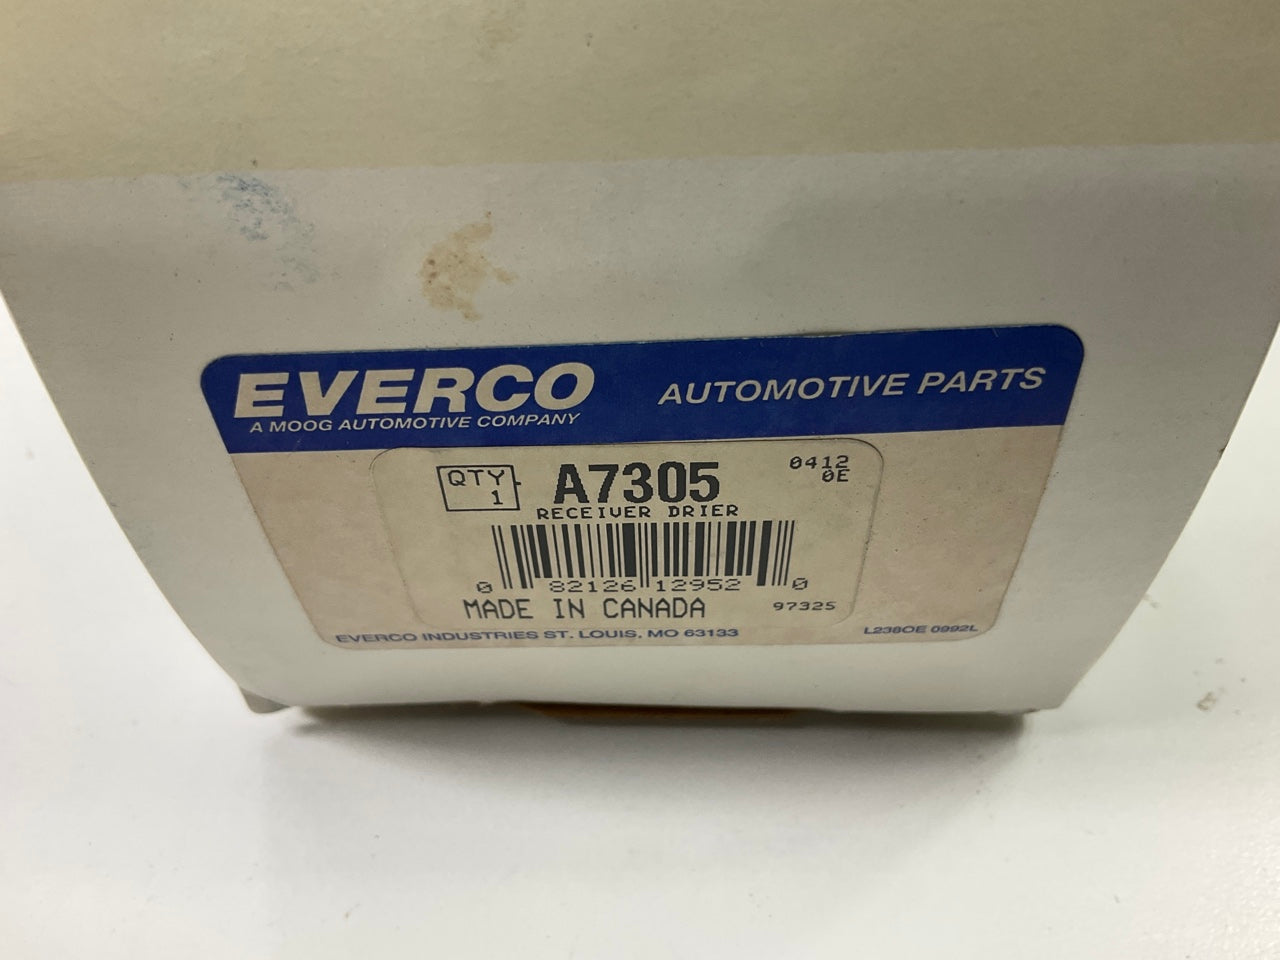 EVERCO
A MOOG AUTOMOTIVE COMPANY
AUTOMOTIVE PARTS
QTY.
1
A7305
0412
0E
RECEIVER DRIER
0 82126 12952 0
MADE IN CANADA
97325
EVERCO INDUSTRIES ST. LOUIS, MO 63133
L238OE 0992L